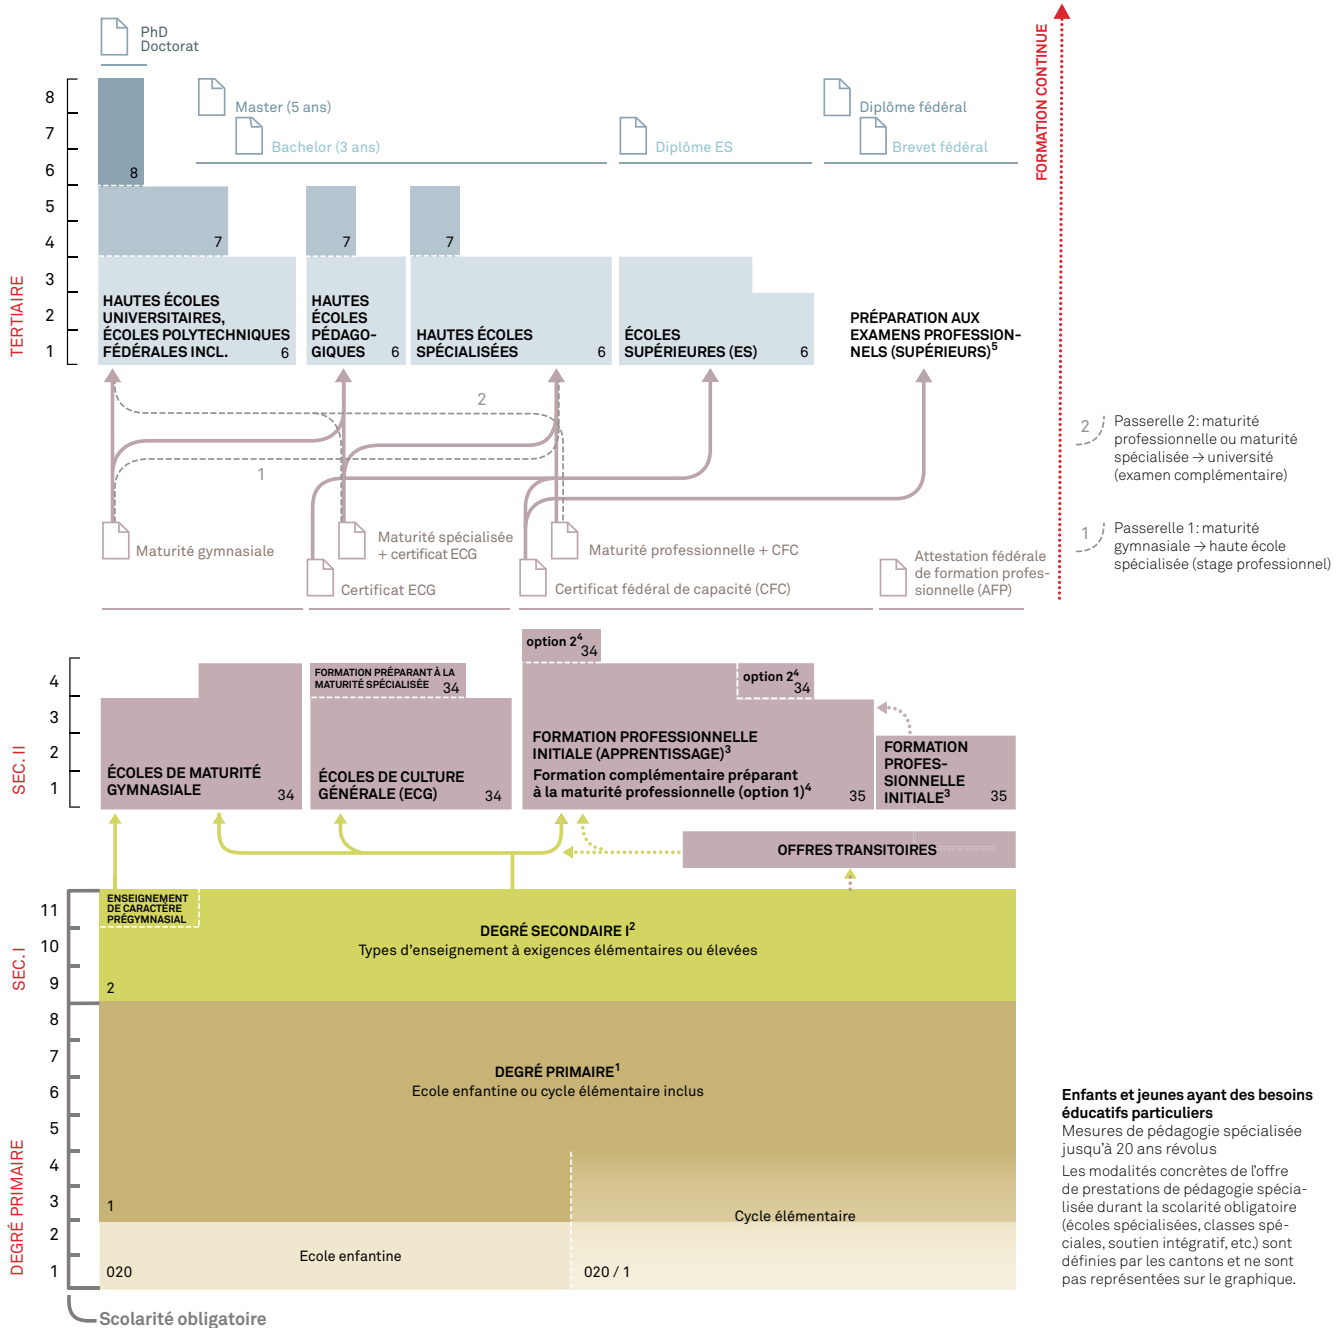 PhD
Doctorat
FORMATION CONTINUE
8
7
6
5
4
3
2
1
TERTIAIRE
Master (5 ans)
Bachelor (3 ans)
Diplôme ES
Diplôme fédéral
Brevet fédéral
8
7
7
7
HAUTES ÉCOLES
UNIVERSITAIRES,
ÉCOLES POLYTECHNIQUES
FÉDÉRALES INCL.
6
HAUTES
ÉCOLES
PÉDAGO-
GIQUES
6
HAUTES ÉCOLES
SPÉCIALISÉES
6
ÉCOLES
SUPÉRIEURES (ES)
6
PRÉPARATION AUX
EXAMENS PROFESSION-
NELS (SUPÉRIEURS)⁵
2
1
2
Passerelle 2: maturité
professionnelle ou maturité
spécialisée → université
(examen complémentaire)
1
Passerelle 1: maturité
gymnasiale → haute école
spécialisée (stage professionnel)
Maturité gymnasiale
Maturité spécialisée
+ certificat ECG
Maturité professionnelle + CFC
Certificat ECG
Certificat fédéral de capacité (CFC)
Attestation fédérale
de formation profes-
sionnelle (AFP)
4
3
2
1
SEC. II
ÉCOLES DE MATURITÉ
GYMNASIALE
34
FORMATION PRÉPARANT À LA
MATURITÉ SPÉCIALISÉE
34
ÉCOLES DE CULTURE
GÉNÉRALE (ECG)
34
option 2⁴
34
option 2⁴
34
FORMATION PROFESSIONNELLE
INITIALE (APPRENTISSAGE)³
Formation complémentaire préparant
à la maturité professionnelle (option 1)⁴
35
FORMATION
PROFES-
SIONNELLE
INITIALE³
35
OFFRES TRANSITOIRES
11
10
9
SEC. I
ENSEIGNEMENT
DE CARACTÈRE
PRÉGYMNASIAL
DEGRÉ SECONDAIRE I²
Types d'enseignement à exigences élémentaires ou élevées
2
8
7
6
5
4
3
2
1
DEGRÉ PRIMAIRE
DEGRÉ PRIMAIRE¹
Ecole enfantine ou cycle élémentaire inclus
1
Cycle élémentaire
Ecole enfantine
020
020 / 1
Scolarité obligatoire
Enfants et jeunes ayant des besoins
éducatifs particuliers
Mesures de pédagogie spécialisée
jusqu'à 20 ans révolus
Les modalités concrètes de l'offre
de prestations de pédagogie spécia-
lisée durant la scolarité obligatoire
(écoles spécialisées, classes spé-
ciales, soutien intégratif, etc.) sont
définies par les cantons et ne sont
pas représentées sur le graphique.